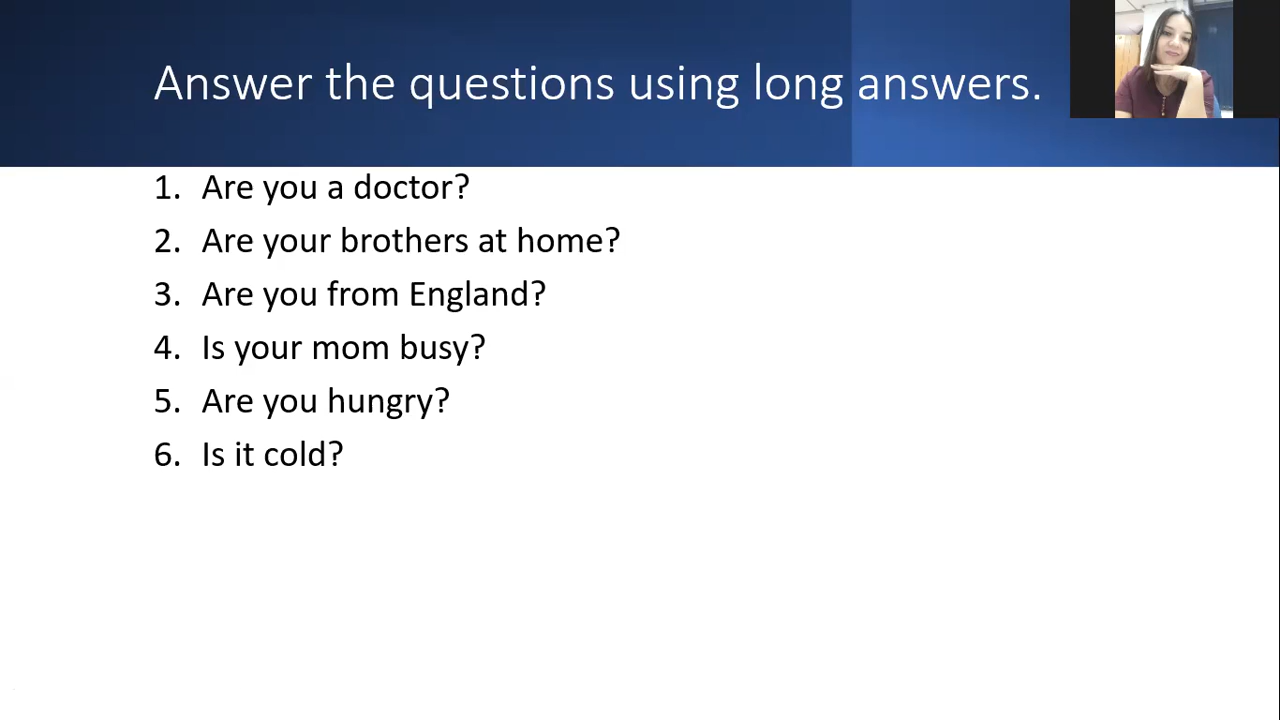 Answer the questions using long answers.
1. Are you a doctor?
2. Are your brothers at home?
3. Are you from England?
4. Is your mom busy?
5. Are you hungry?
6. Is it cold?